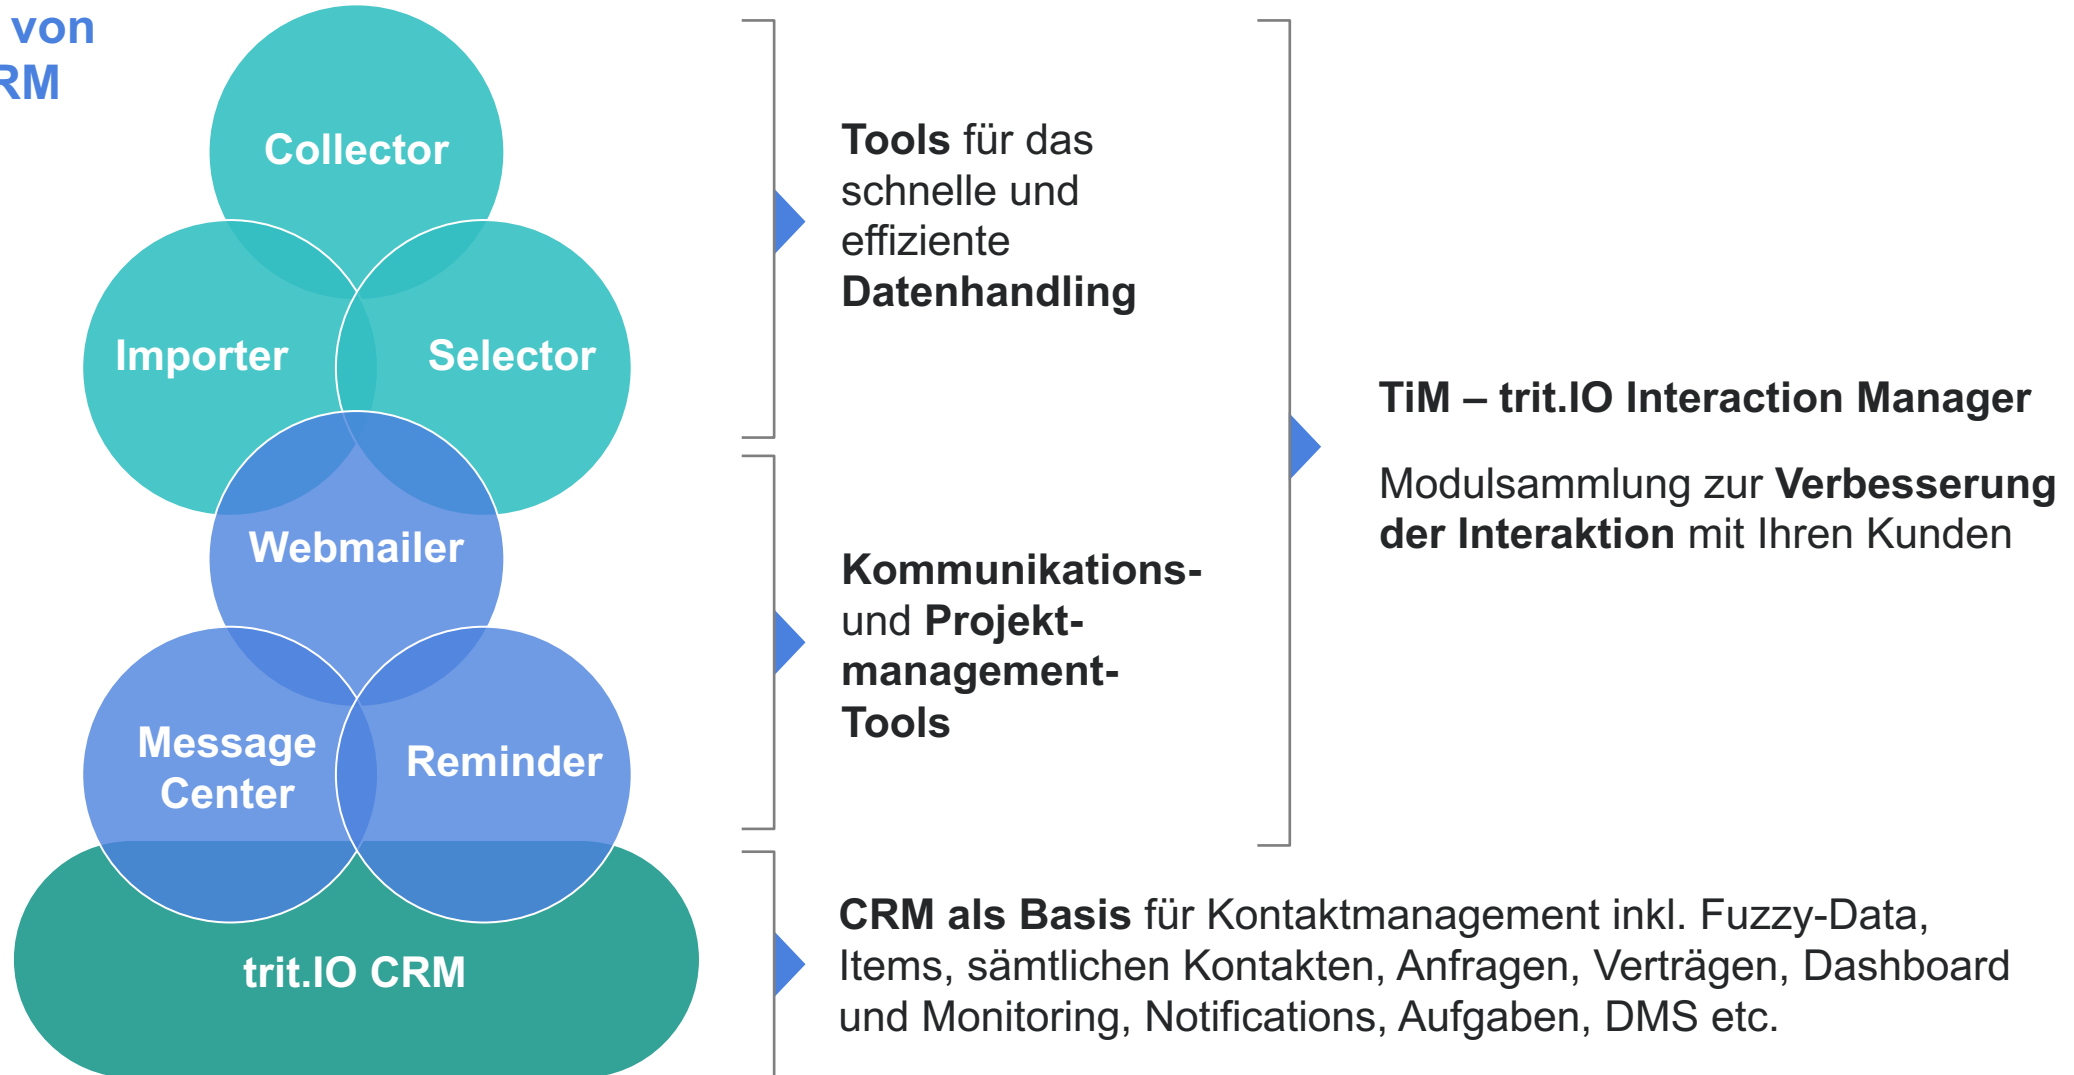 von
RM
Collector
Importer
Selector
Webmailer
Message
Center
Reminder
trit.IO CRM
Tools für das
schnelle und
effiziente
Datenhandling
Kommunikations-
und Projekt-
management-
Tools
TiM – trit.IO Interaction Manager
Modulsammlung zur Verbesserung
der Interaktion mit Ihren Kunden
CRM als Basis für Kontaktmanagement inkl. Fuzzy-Data,
Items, sämtlichen Kontakten, Anfragen, Verträgen, Dashboard
und Monitoring, Notifications, Aufgaben, DMS etc.